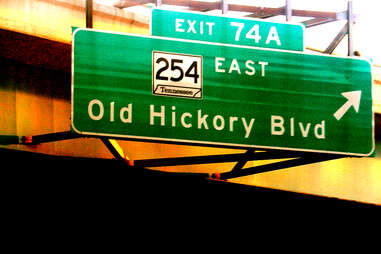 EXIT 74A
254 EAST
Tennessee
Old Hickory Blvd